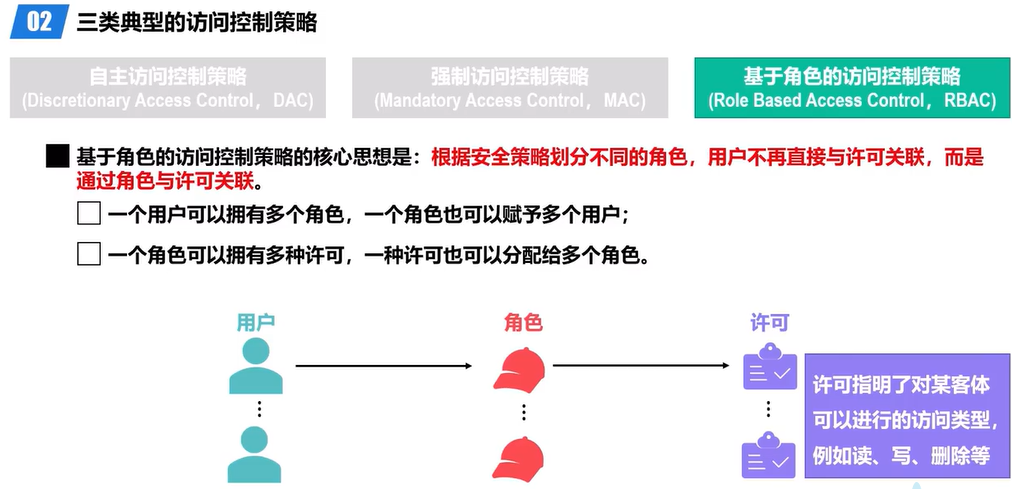 02 三类典型的访问控制策略
自主访问控制策略
(Discretionary Access Control，DAC)
强制访问控制策略
(Mandatory Access Control，MAC)
基于角色的访问控制策略
(Role Based Access Control，RBAC)
基于角色的访问控制策略的核心思想是：根据安全策略划分不同的角色，用户不再直接与许可关联，而是
通过角色与许可关联。
一个用户可以拥有多个角色，一个角色也可以赋予多个用户；
一个角色可以拥有多种许可，一种许可也可以分配给多个角色。
用户
角色
许可
许可指明了对某客体
可以进行的访问类型，
例如读、写、删除等